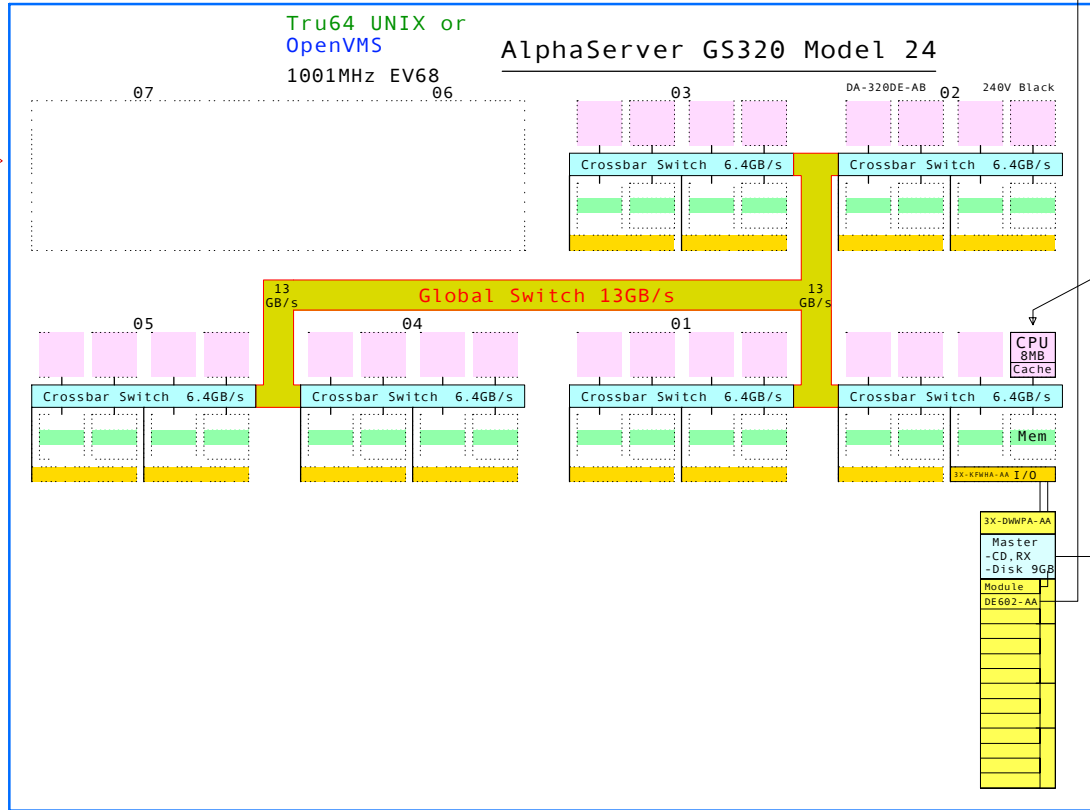 Tru64 UNIX or
OpenVMS
1001MHz EV68
AlphaServer GS320 Model 24
07
06
03
DA-320DE-AB
02
240V Black
Crossbar Switch 6.4GB/s
Crossbar Switch 6.4GB/s
13
GB/s
Global Switch 13GB/s
13
GB/s
05
04
01
CPU
8MB
Cache
Crossbar Switch 6.4GB/s
Crossbar Switch 6.4GB/s
Crossbar Switch 6.4GB/s
Crossbar Switch 6.4GB/s
Mem
3X-KFWHA-AA I/O
3X-DWWPA-AA
Master
-CD,RX
-Disk 9GB
Module
DE602-AA